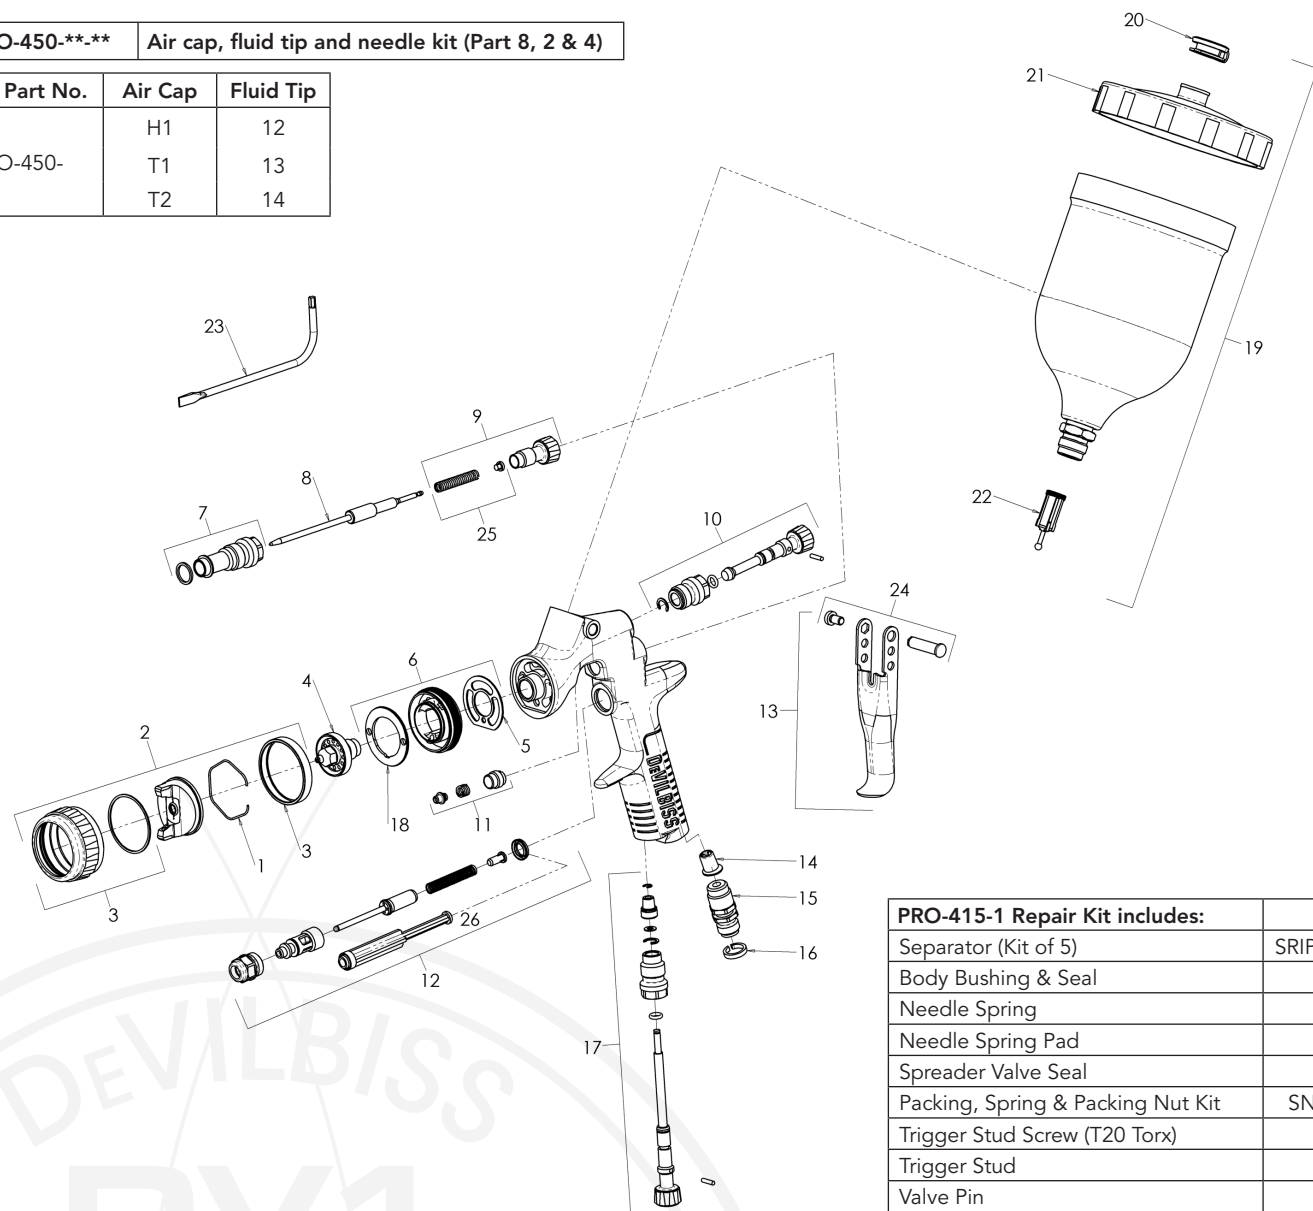 O-450-**-** Air cap, fluid tip and needle kit (Part 8, 2 & 4)
Part No. Air Cap Fluid Tip
H1 12
O-450- T1 13
T2 14
20
21
19
22
23
9
8
25
7
10
24
13
6
4
5
2
18
11
1
3
3
14
15
16
26
12
17
DEVILBISS
DEVILBISS
PRO-415-1 Repair Kit includes:
Separator (Kit of 5) SRIP
Body Bushing & Seal
Needle Spring
Needle Spring Pad
Spreader Valve Seal
Packing, Spring & Packing Nut Kit SN
Trigger Stud Screw (T20 Torx)
Trigger Stud
Valve Pin